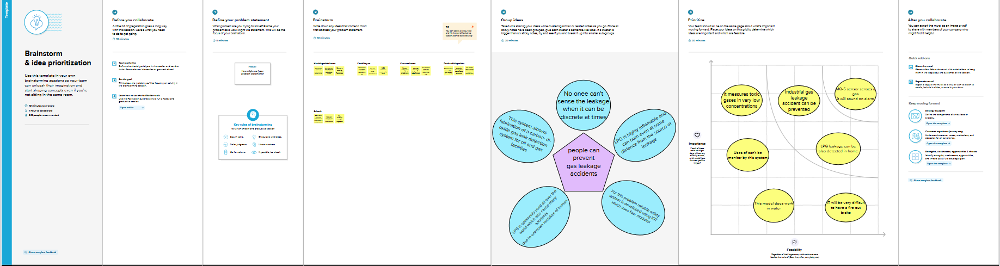 Template
Brainstorm
& idea prioritization
Use this template in your own
brainstorming sessions so your team
can unleash their imagination and
start shaping concepts even if you're
not sitting in the same room.
10 minutes to prepare
1 hour to collaborate
2-8 people recommended
Share template feedback
Before you collaborate
A little bit of preparation goes a long way
with this session. Here's what you need
to do to get going.
10 minutes
A
Team gathering
Define who should participate in the session and send an
invite. Share relevant information or pre-work ahead.
B
Set the goal
Think about the problem you'll be focusing on solving in
the brainstorming session.
C
Learn how to use the facilitation tools
Use the Facilitation Superpowers to run a happy and
productive session.
Open article
1
Define your problem statement
What problem are you trying to solve? Frame your
problem as a How Might We statement. This will be the
focus of your brainstorm.
5 minutes
PROBLEM
How might we [your
problem statement]?
Key rules of brainstorming
To run an smooth and productive session
Stay in topic.
Encourage wild ideas.
Defer judgment.
Listen to others.
Go for volume.
If possible, be visual.
2
Brainstorm
Write down any ideas that come to mind
that address your problem statement.
10 minutes
TIP
You can select a sticky note
and hit the pencil [switch to
sketch] icon to start drawing!
Harrishprabhakaran
3
Group ideas
Take turns sharing your ideas while clustering similar or related notes as you go. Once all
sticky notes have been grouped, give each cluster a sentence-like label. If a cluster is
bigger than six sticky notes, try and see if you and break it up into smaller sub-groups.
20 minutes
No onee can't
sense the leakage
when it can be
discrete at times
This system aloows
fabrication of a carbon- di-
oxide gas leak detection
system for oil and gas
facilities
LPG is highly inflamable and
can burn even at some
distance from the source of
leakage
people can
prevent
gas leakage
accidents
LPG is commonly used all over the
world which also cause many
accidents
due to unknown mistakes of human
For this problem reliable safety
system is developed using IOT
which uses four modules
4
Prioritize
Your team should all be on the same page about what's important
moving forward. Place your ideas on this grid to determine which
ideas are important and which are feasible.
20 minutes
It measures toxic
gases in very low
concentrations
Industrial gas
leakage
accident can be
prevented
MQ-5 sensor senses a
gas
it will sound an alarm
Importance
If each of these
tasks could get
done without any
difficulty or cost,
which would have
the most positive
impact?
Uses of can't be
monitor by this system
LPG leakage can be
also detected in home
This model does work
in water
IT will be very difficult
to have a fire out
brake
Feasibility
Regardless of their importance, which tasks are more
feasible than others? (Cost, time, effort, complexity, etc.)
After you collaborate
You can export the mural as an image or pdf
to share with members of your company who
might find it helpful.
Quick add-ons
A
Share the mural
Share a view link to the mural with stakeholders to keep
them in the loop about the outcomes of the session.
B
Export the mural
Export a copy of the mural as a PNG or PDF to attach to
emails, include in slides, or save in your drive.
Keep moving forward
Strategy blueprint
Define the components of a new idea or
strategy.
Open the template
Customer experience journey map
Understand customer needs, motivations, and
obstacles for an experience.
Open the template
Strengths, weaknesses, opportunities & threats
Identify strengths, weaknesses, opportunities,
and threats (SWOT) to develop a plan.
Open the template
Share template feedback